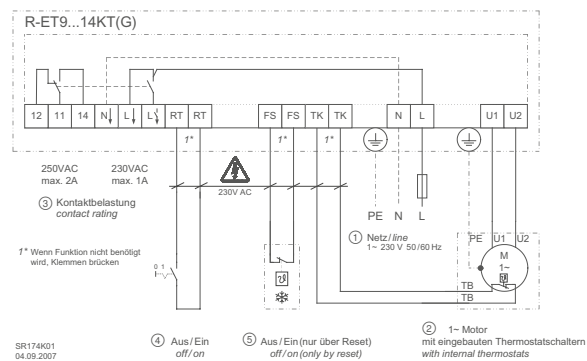 R-ET9...14KT(G)
12 11 14 N L L RT RT FS FS TK TK N L U1 U2
1* 1* 1*
250VAC 230VAC
max. 2A max. 1A
230V AC
3 Kontaktbelastung
contact rating
PE N L
1 Netz/line
1~ 230 V 50/60 Hz
PE U1 U2
M
1~
TB
TB
1* Wenn Funktion nicht benötigt
wird, Klemmen brücken
0 1
4 Aus/Ein
off/on
5 Aus/Ein (nur über Reset)
off/on (only by reset)
2 1~ Motor
mit eingebauten Thermostatschaltern
with internal thermostats
SR174K01
04.09.2007